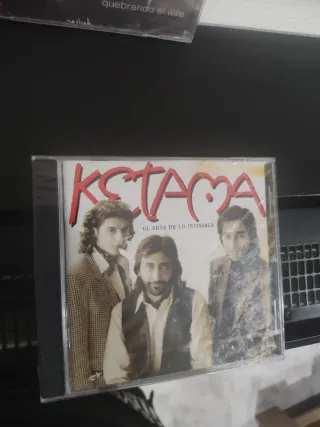 quebrando el aire
KETAMA
EL ARTE DE LO INVISIBLE